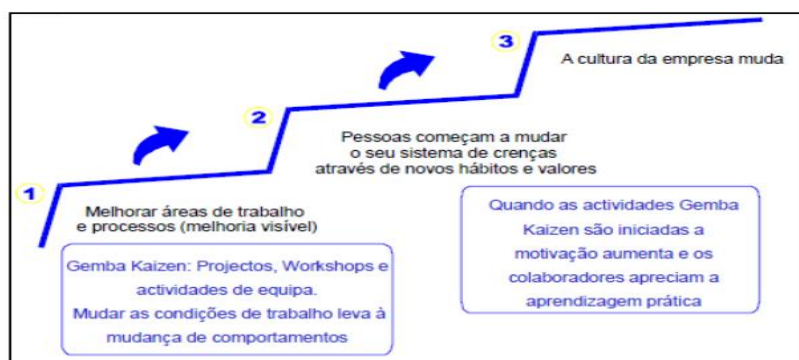 3
A cultura da empresa muda
2
Pessoas começam a mudar
o seu sistema de crenças
através de novos hábitos e valores
1
Melhorar áreas de trabalho
e processos (melhoria visível)
Quando as actividades Gemba
Kaizen são iniciadas a
motivação aumenta e os
colaboradores apreciam a
aprendizagem prática
Gemba Kaizen: Projectos, Workshops e
actividades de equipa.
Mudar as condições de trabalho leva à
mudança de comportamentos